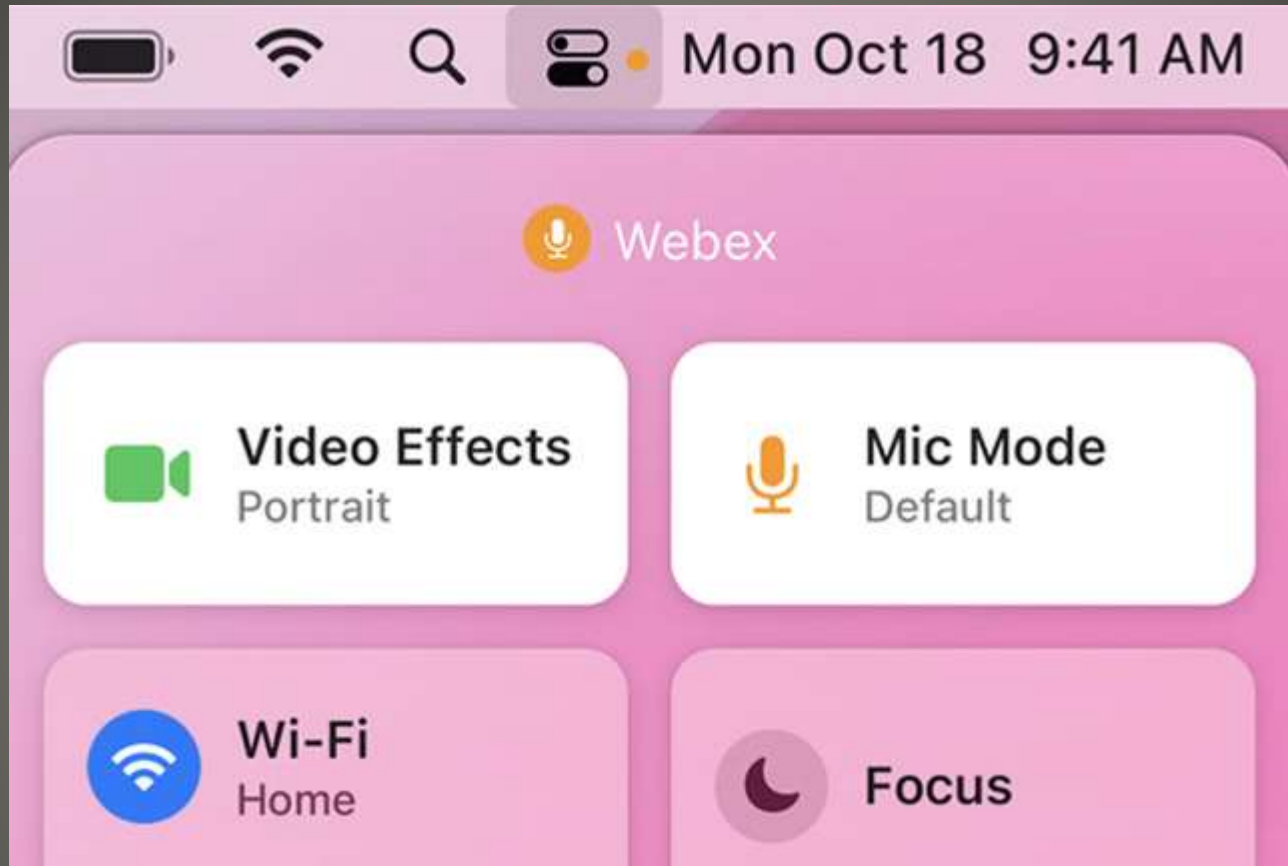 Mon Oct 18 9:41 AM
Webex
Video Effects
Portrait
Mic Mode
Default
Wi-Fi
Home
Focus